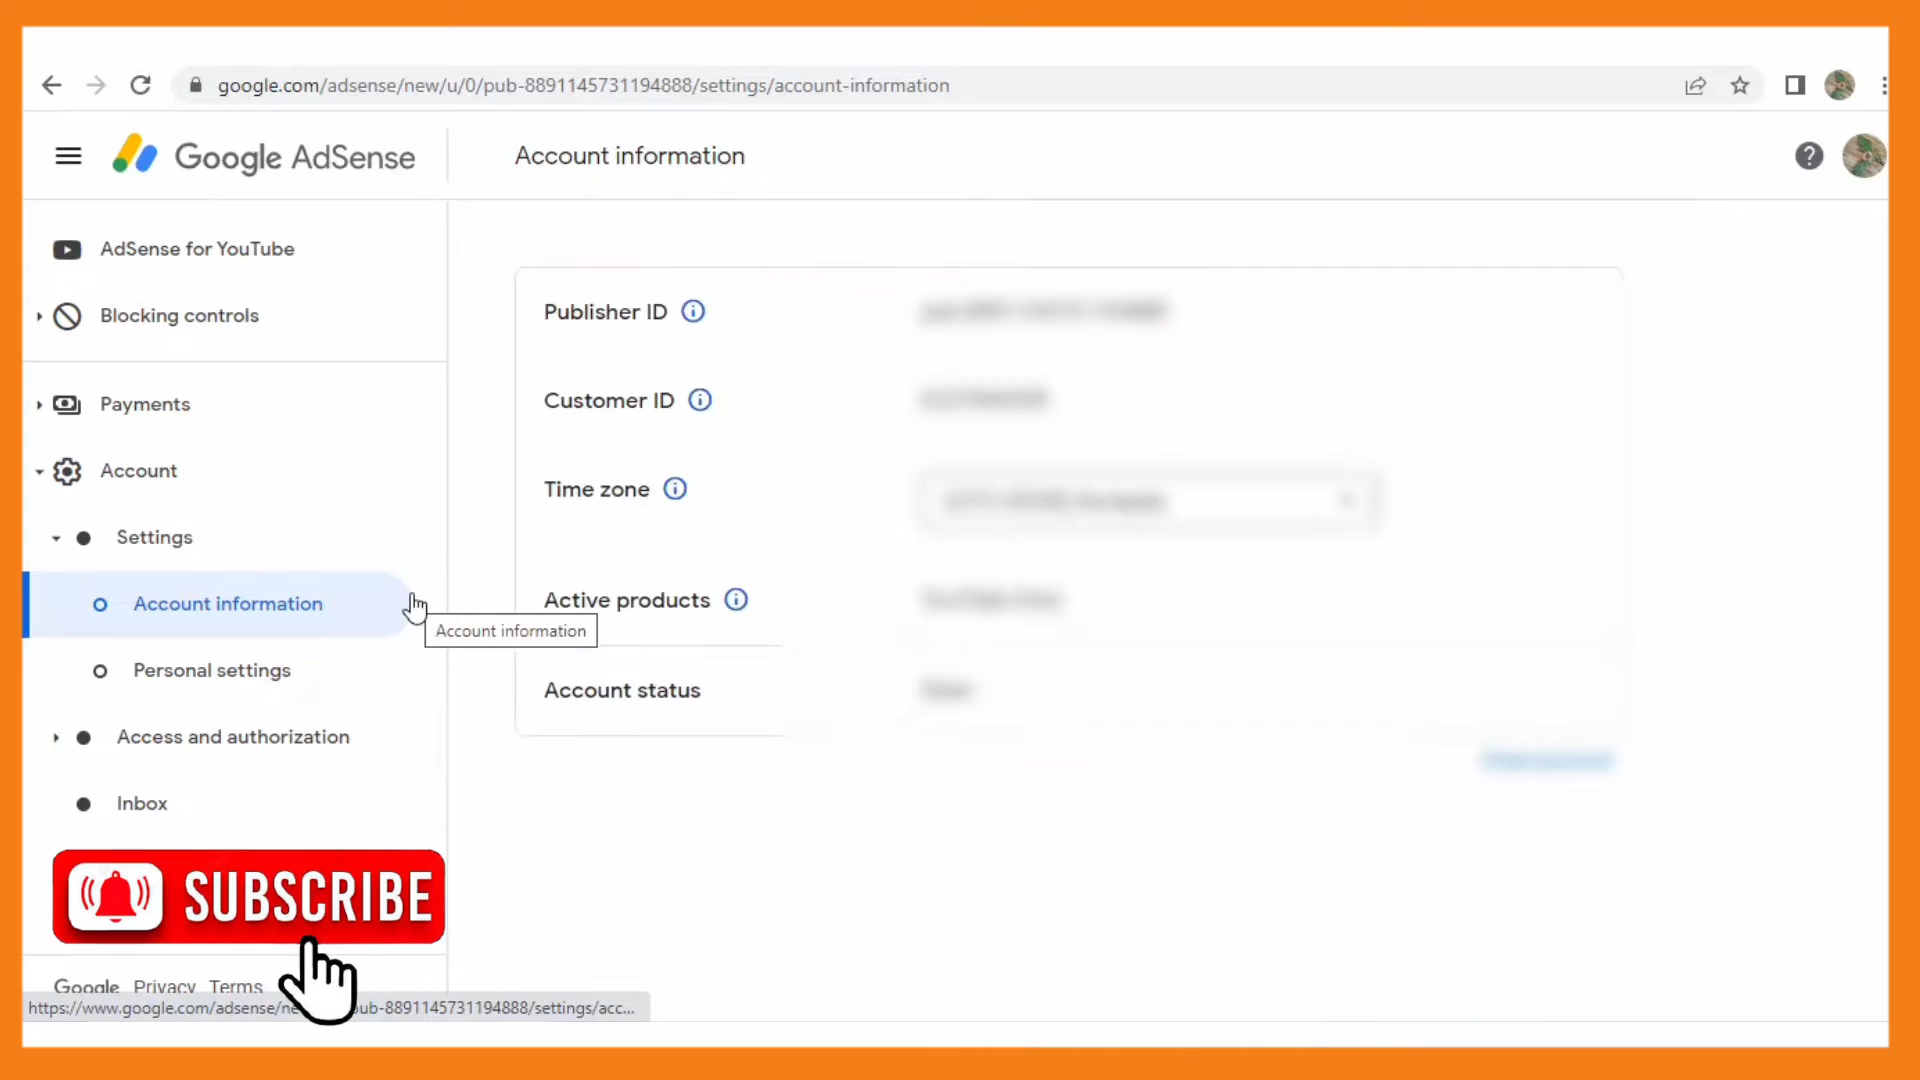 google.com/adsense/new/u/0/pub-8891145731194888/settings/account-information
Google AdSense
Account information
AdSense for YouTube
Blocking controls
Payments
Account
Settings
Account information
Personal settings
Access and authorization
Inbox
SUBSCRIBE
Google Privacy Terms
https://www.google.com/adsense/ne pub-8891145731194888/settings/acc...
Publisher ID
Customer ID
Time zone
Active products
Account information
Account status